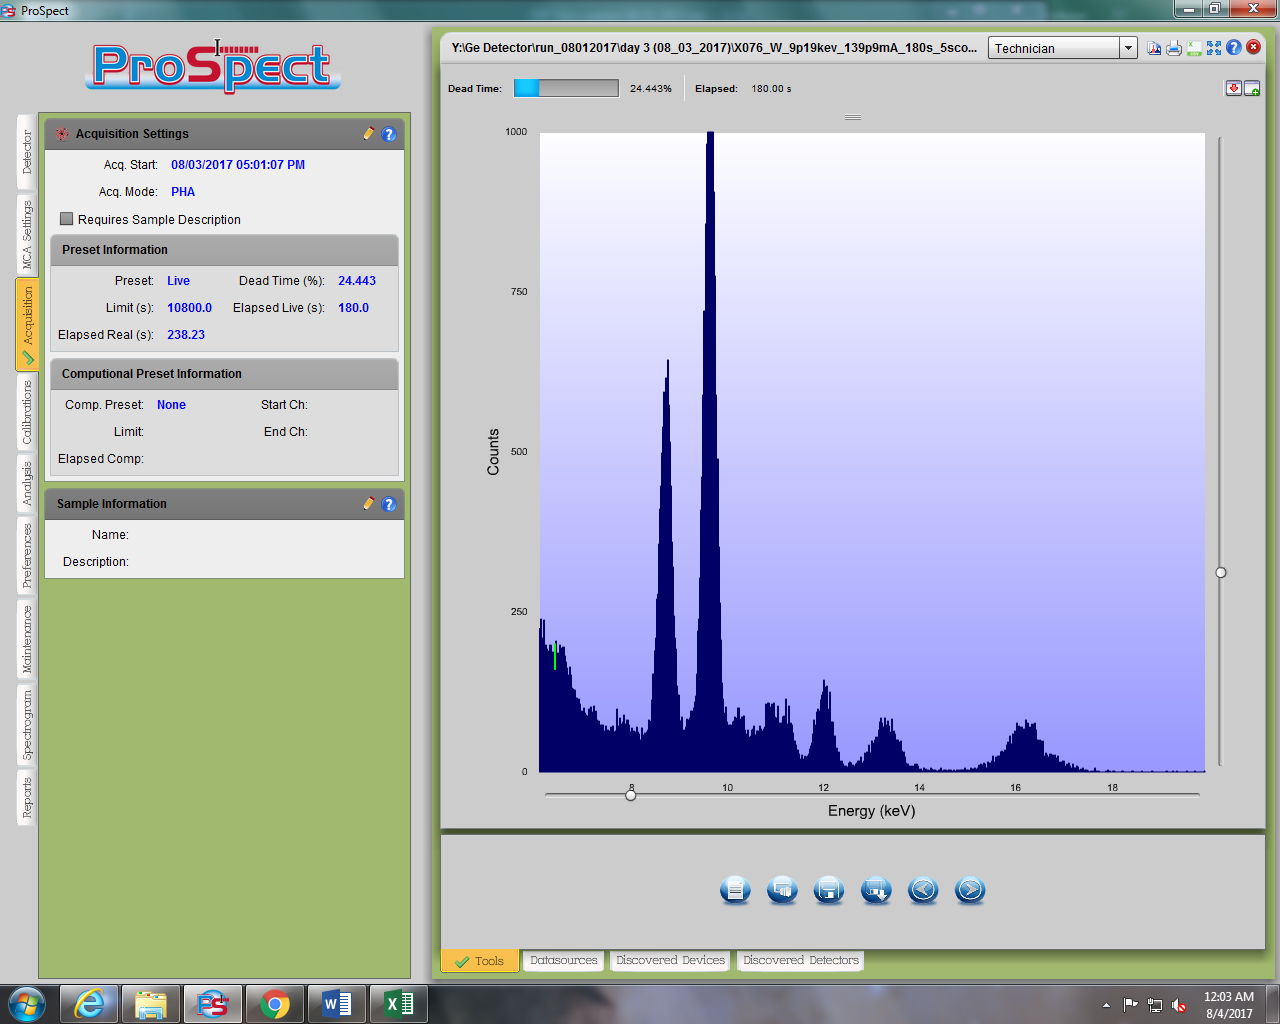 ProSpect
ProSpect
Y:\Ge Detector\run_08012017\day 3 (08_03_2017)\X076_W_9p19kev_139p9mA_180s_5sco...
Technician
Dead Time: 24.443% Elapsed: 180.00 s
Detector
MCA Settings
Acquisition
Calibrations
Analysis
Preferences
Maintenance
Spectrogram
Reports
Acquisition Settings
Acq. Start: 08/03/2017 05:01:07 PM
Acq. Mode: PHA
Requires Sample Description
Preset Information
Preset: Live Dead Time (%): 24.443
Limit (s): 10800.0 Elapsed Live (s): 180.0
Elapsed Real (s): 238.23
Computional Preset Information
Comp. Preset: None Start Ch:
Limit: End Ch:
Elapsed Comp:
Sample Information
Name:
Description:
1000
750
500
250
0
Counts
8 10 12 14 16 18
Energy (keV)
Tools Datasources Discovered Devices Discovered Detectors
12:03 AM
8/4/2017